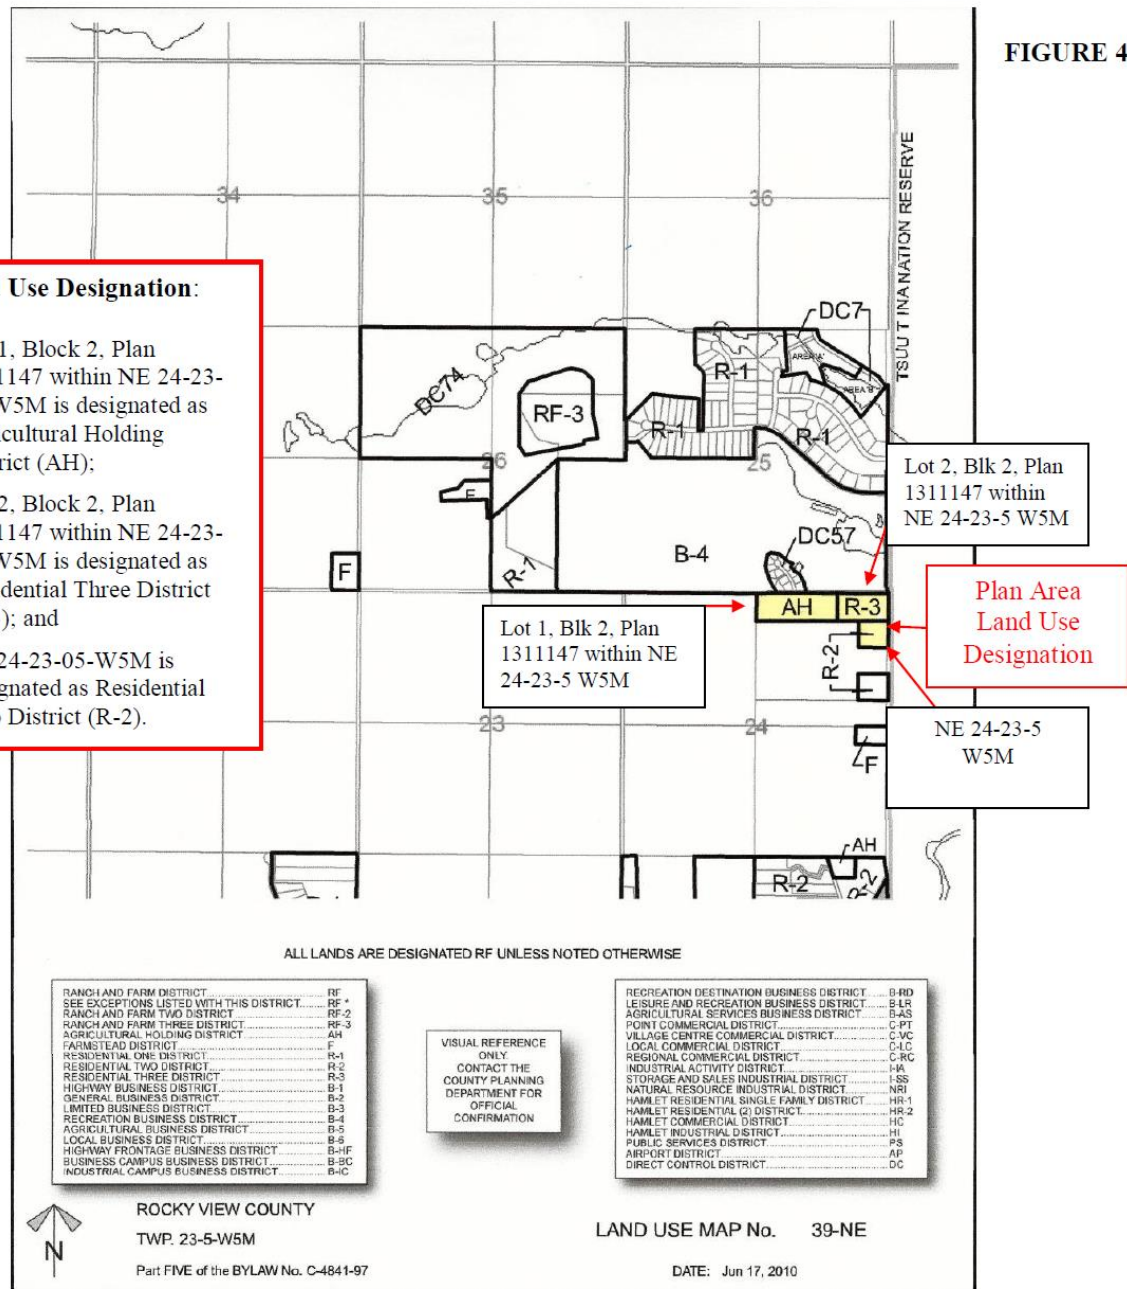 FIGURE 4
34
35
36
TSUU T INA NATION RESERVE
Use Designation:
1, Block 2, Plan
1147 within NE 24-23-
W5M is designated as
icultural Holding
rict (AH);
2, Block 2, Plan
1147 within NE 24-23-
W5M is designated as
idential Three District
); and
24-23-05-W5M is
gnated as Residential
District (R-2).
DC7
AREA 'A'
AREA 'B'
R-1
DC74
RF-3
R-1
R-1
26
25
F
Lot 2, Blk 2, Plan
1311147 within
NE 24-23-5 W5M
DC57
B-4
R-1
F
AH
R-3
Plan Area
Land Use
Designation
Lot 1, Blk 2, Plan
1311147 within NE
24-23-5 W5M
R-2
23
24
F
NE 24-23-5
W5M
AH
R-2
R-2
ALL LANDS ARE DESIGNATED RF UNLESS NOTED OTHERWISE
RANCH AND FARM DISTRICT RF
SEE EXCEPTIONS LISTED WITH THIS DISTRICT RF *
RANCH AND FARM TWO DISTRICT RF-2
RANCH AND FARM THREE DISTRICT RF-3
AGRICULTURAL HOLDING DISTRICT AH
FARMSTEAD DISTRICT F
RESIDENTIAL ONE DISTRICT R-1
RESIDENTIAL TWO DISTRICT R-2
RESIDENTIAL THREE DISTRICT R-3
HIGHWAY BUSINESS DISTRICT B-1
GENERAL BUSINESS DISTRICT B-2
LIMITED BUSINESS DISTRICT B-3
RECREATION BUSINESS DISTRICT B-4
AGRICULTURAL BUSINESS DISTRICT B-5
LOCAL BUSINESS DISTRICT B-6
HIGHWAY FRONTAGE BUSINESS DISTRICT B-HF
BUSINESS CAMPUS BUSINESS DISTRICT B-BC
INDUSTRIAL CAMPUS BUSINESS DISTRICT B-IC
VISUAL REFERENCE
ONLY.
CONTACT THE
COUNTY PLANNING
DEPARTMENT FOR
OFFICIAL
CONFIRMATION
RECREATION DESTINATION BUSINESS DISTRICT B-RD
LEISURE AND RECREATION BUSINESS DISTRICT B-LR
AGRICULTURAL SERVICES BUSINESS DISTRICT B-AS
POINT COMMERCIAL DISTRICT C-PT
VILLAGE CENTRE COMMERCIAL DISTRICT C-VC
LOCAL COMMERCIAL DISTRICT C-LC
REGIONAL COMMERCIAL DISTRICT C-RC
INDUSTRIAL ACTIVITY DISTRICT I-IA
STORAGE AND SALES INDUSTRIAL DISTRICT I-SS
NATURAL RESOURCE INDUSTRIAL DISTRICT NRI
HAMLET RESIDENTIAL SINGLE FAMILY DISTRICT HR-1
HAMLET RESIDENTIAL (2) DISTRICT HR-2
HAMLET COMMERCIAL DISTRICT HC
HAMLET INDUSTRIAL DISTRICT HI
PUBLIC SERVICES DISTRICT PS
AIRPORT DISTRICT AP
DIRECT CONTROL DISTRICT DC
N
ROCKY VIEW COUNTY
TWP. 23-5-W5M
Part FIVE of the BYLAW No. C-4841-97
LAND USE MAP No. 39-NE
DATE: Jun 17, 2010